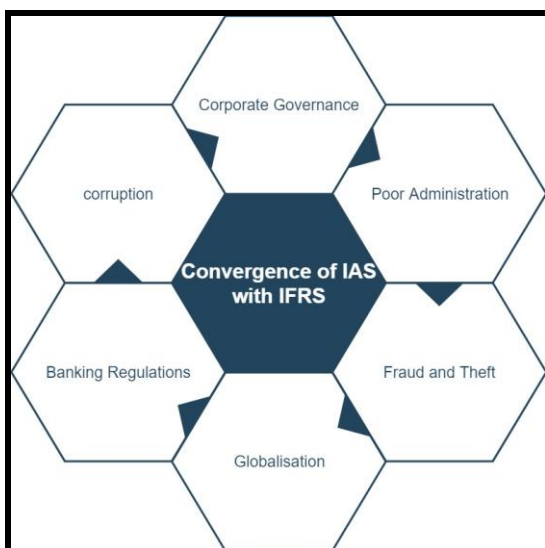 Corporate Governance
corruption
Poor Administration
Convergence of IAS
with IFRS
Banking Regulations
Fraud and Theft
Globalisation